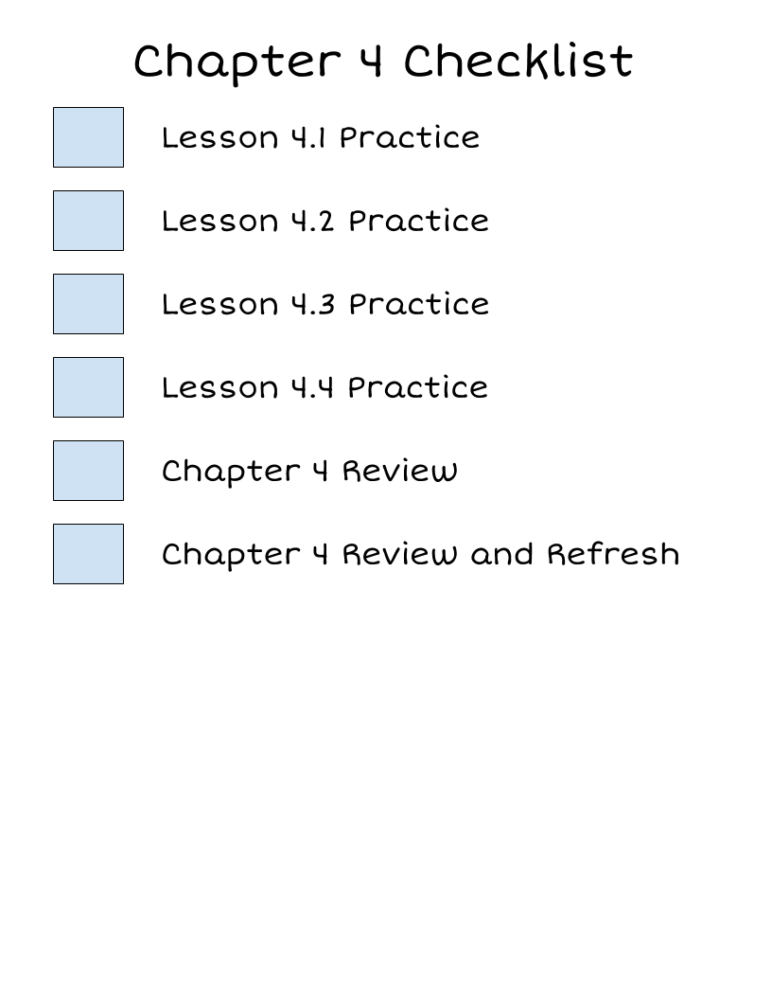 Chapter 4 Checklist
Lesson 4.1 Practice
Lesson 4.2 Practice
Lesson 4.3 Practice
Lesson 4.4 Practice
Chapter 4 Review
Chapter 4 Review and Refresh